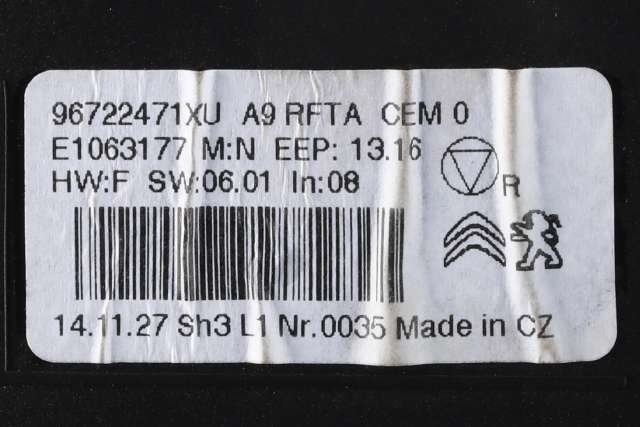 96722471XU A9 RFTA CEM 0
E1063177 M:N EEP: 13.16
HW:F SW:06.01 In:08
R
14.11.27 Sh3 L1 Nr.0035 Made in CZ